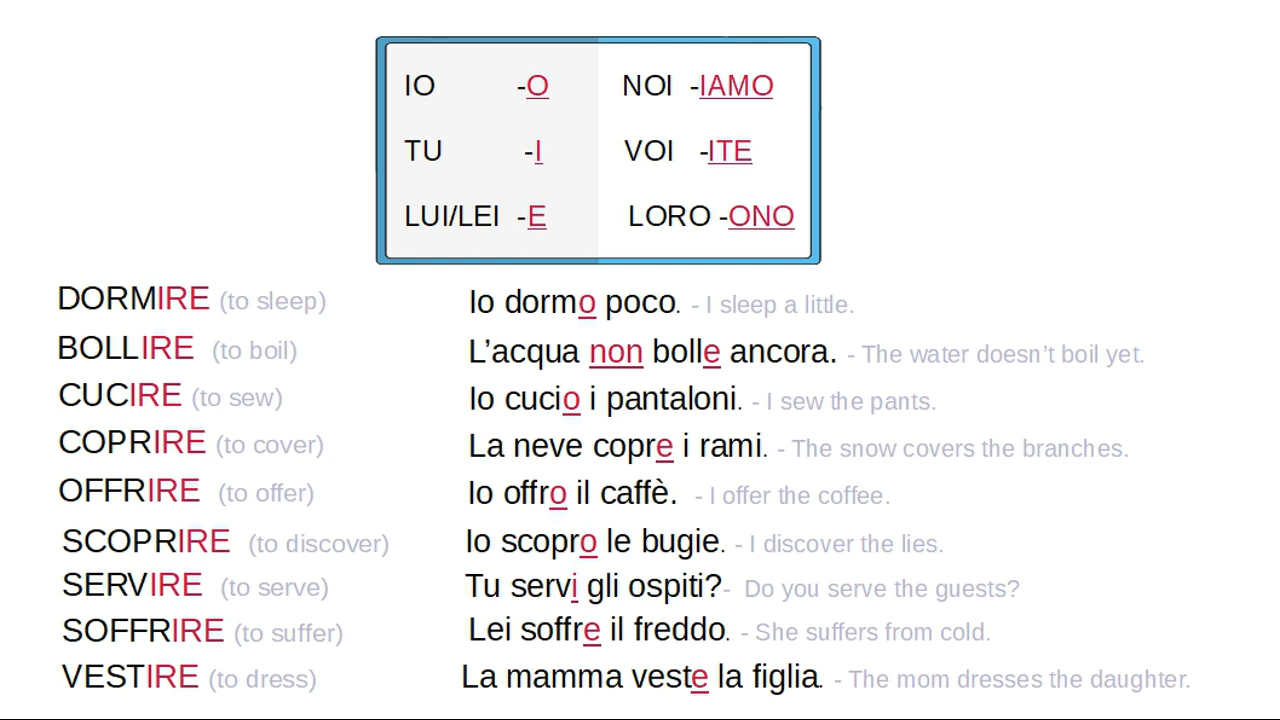 IO -O NOI -IAMO
TU -I VOI -ITE
LUI/LEI -E LORO -ONO
DORMIRE (to sleep) Io dormo poco. - I sleep a little.
BOLLIRE (to boil) L’acqua non bolle ancora. - The water doesn’t boil yet.
CUCIRE (to sew) Io cucio i pantaloni. - I sew the pants.
COPRIRE (to cover) La neve copre i rami. - The snow covers the branches.
OFFRIRE (to offer) Io offro il caffè. - I offer the coffee.
SCOPRIRE (to discover) Io scopro le bugie. - I discover the lies.
SERVIRE (to serve) Tu servi gli ospiti?- Do you serve the guests?
SOFFRIRE (to suffer) Lei soffre il freddo. - She suffers from cold.
VESTIRE (to dress) La mamma veste la figlia. - The mom dresses the daughter.